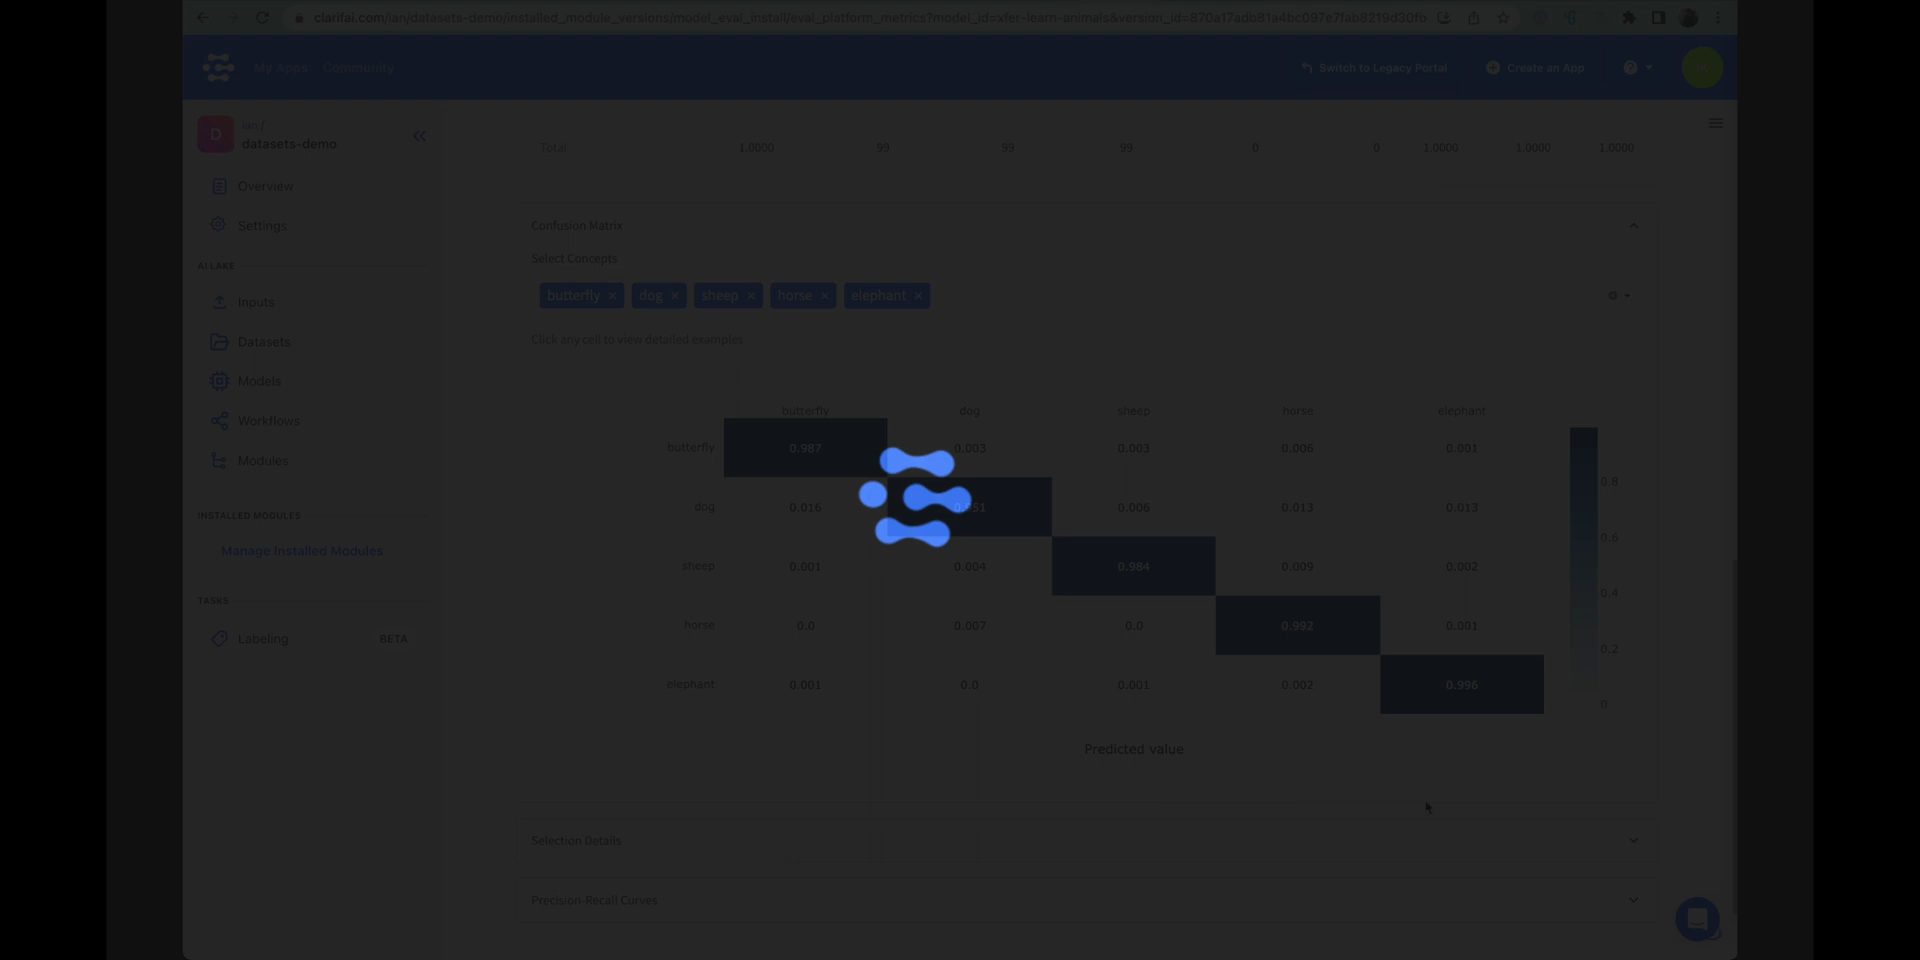 clarifai.com/ian/datasets-demo/installed_module_versions/model_eval_install/eval_platform_metrics?model_id=xfer-learn-animals&version_id=870a17adb81a4bc097e7fab8219d30fb
My Apps Community Switch to Legacy Portal Create an App
D ian /
datasets-demo
Overview
Settings
AI LAKE
Inputs
Datasets
Models
Workflows
Modules
INSTALLED MODULES
Manage Installed Modules
TASKS
Labeling BETA
Total 1.0000 99 99 99 0 0 1.0000 1.0000 1.0000
Confusion Matrix
Select Concepts
butterfly × dog × sheep × horse × elephant ×
Click any cell to view detailed examples
butterfly dog sheep horse elephant
butterfly 0.987 0.003 0.003 0.006 0.001
dog 0.016 0.006 0.013 0.013
sheep 0.001 0.004 0.984 0.009 0.002
horse 0.0 0.007 0.0 0.992 0.001
elephant 0.001 0.0 0.001 0.002 0.996
0.8
0.6
0.4
0.2
0
Predicted value
Selection Details
Precision-Recall Curves